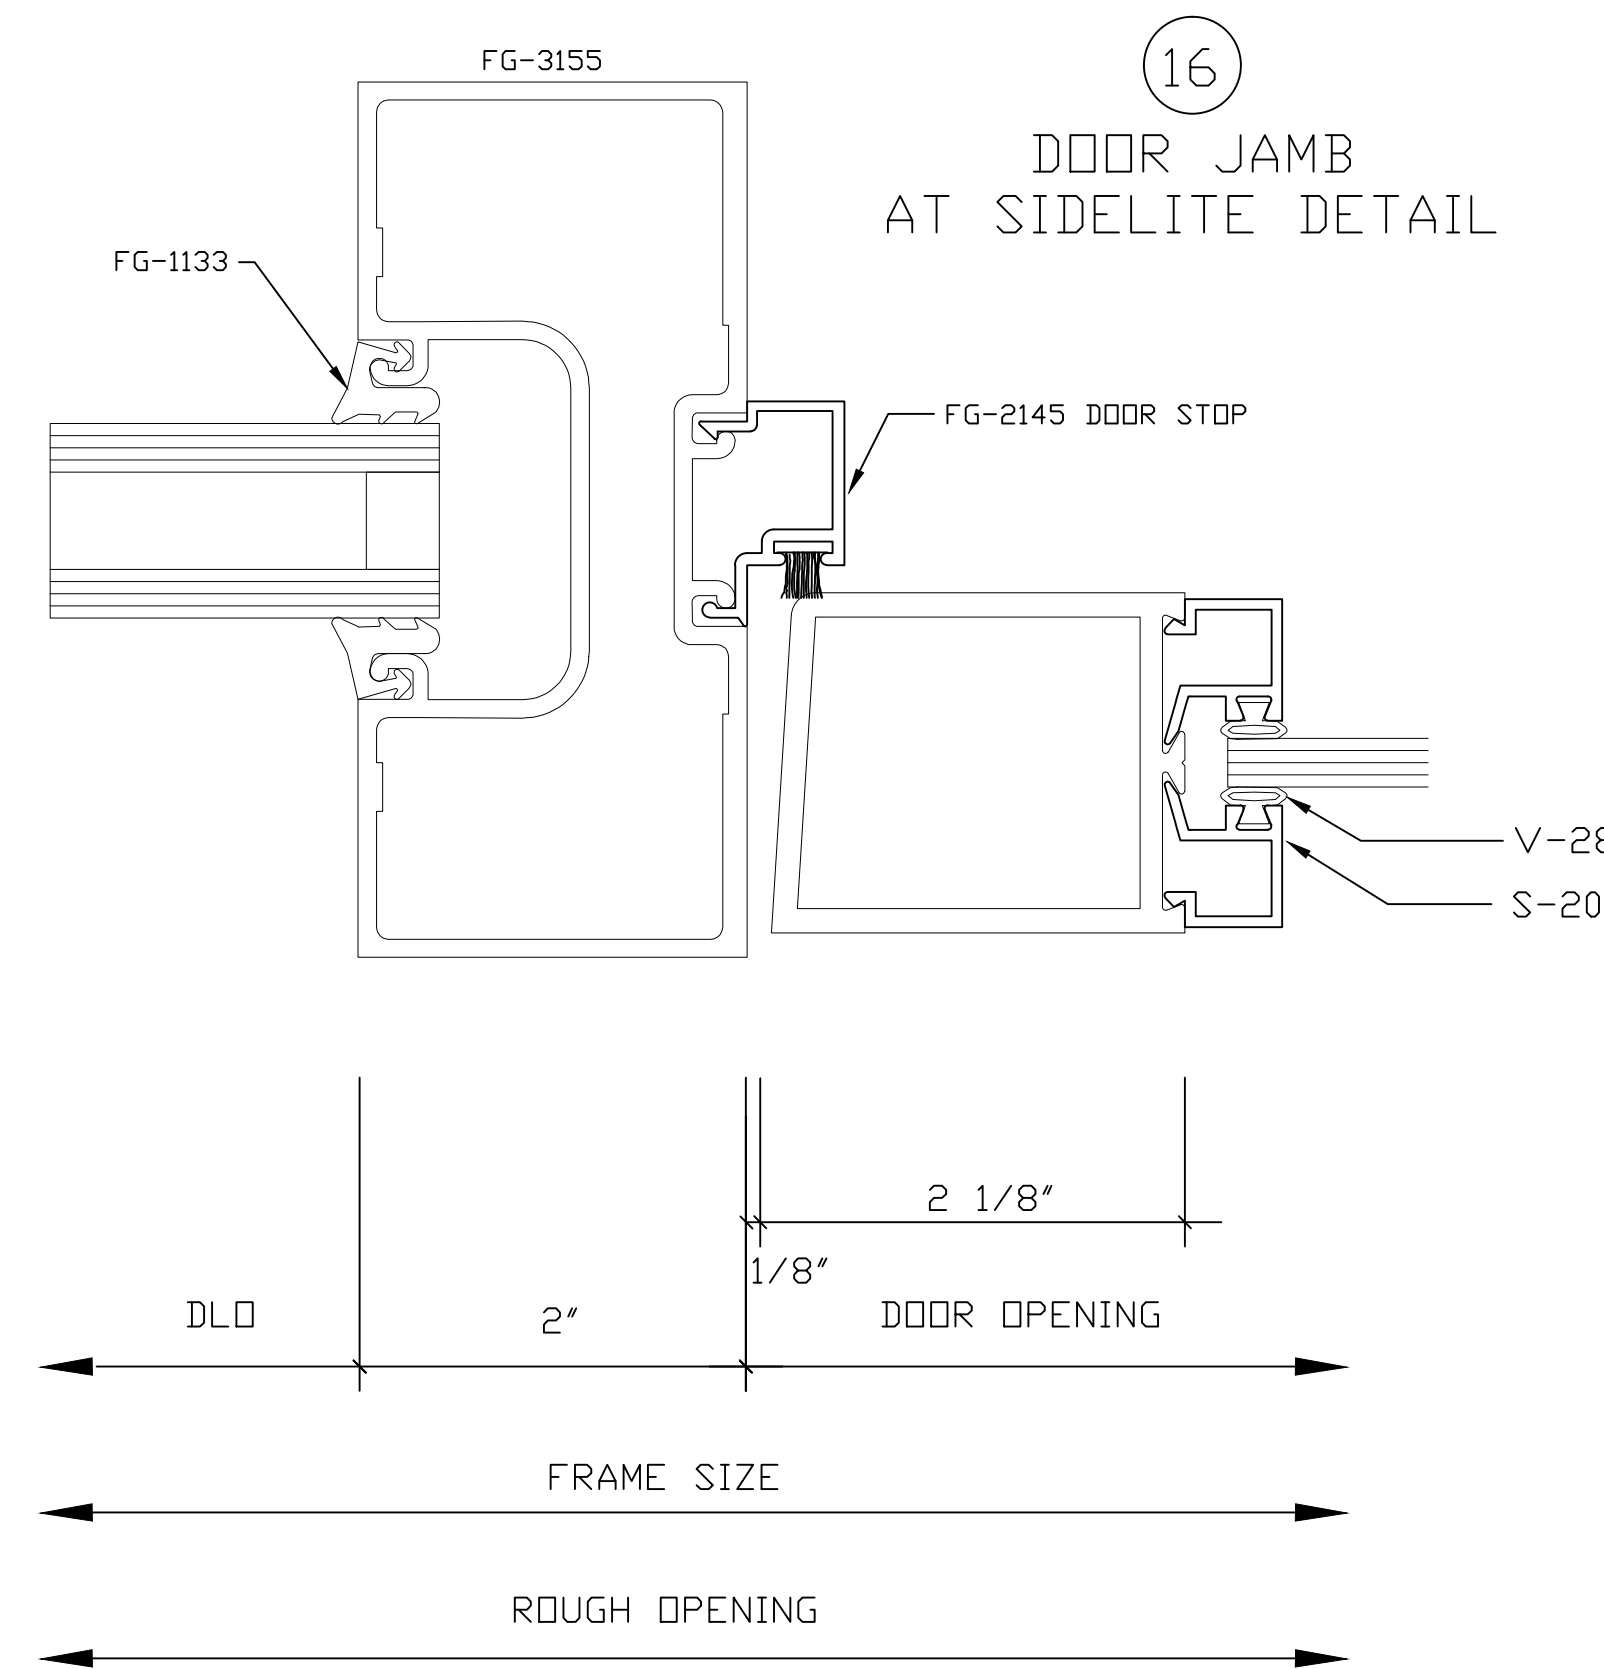 FG-3155
16
DOOR JAMB
AT SIDELITE DETAIL
FG-1133
FG-2145 DOOR STOP
V-28
S-20
2 1/8"
1/8"
DLO
2"
DOOR OPENING
FRAME SIZE
ROUGH OPENING